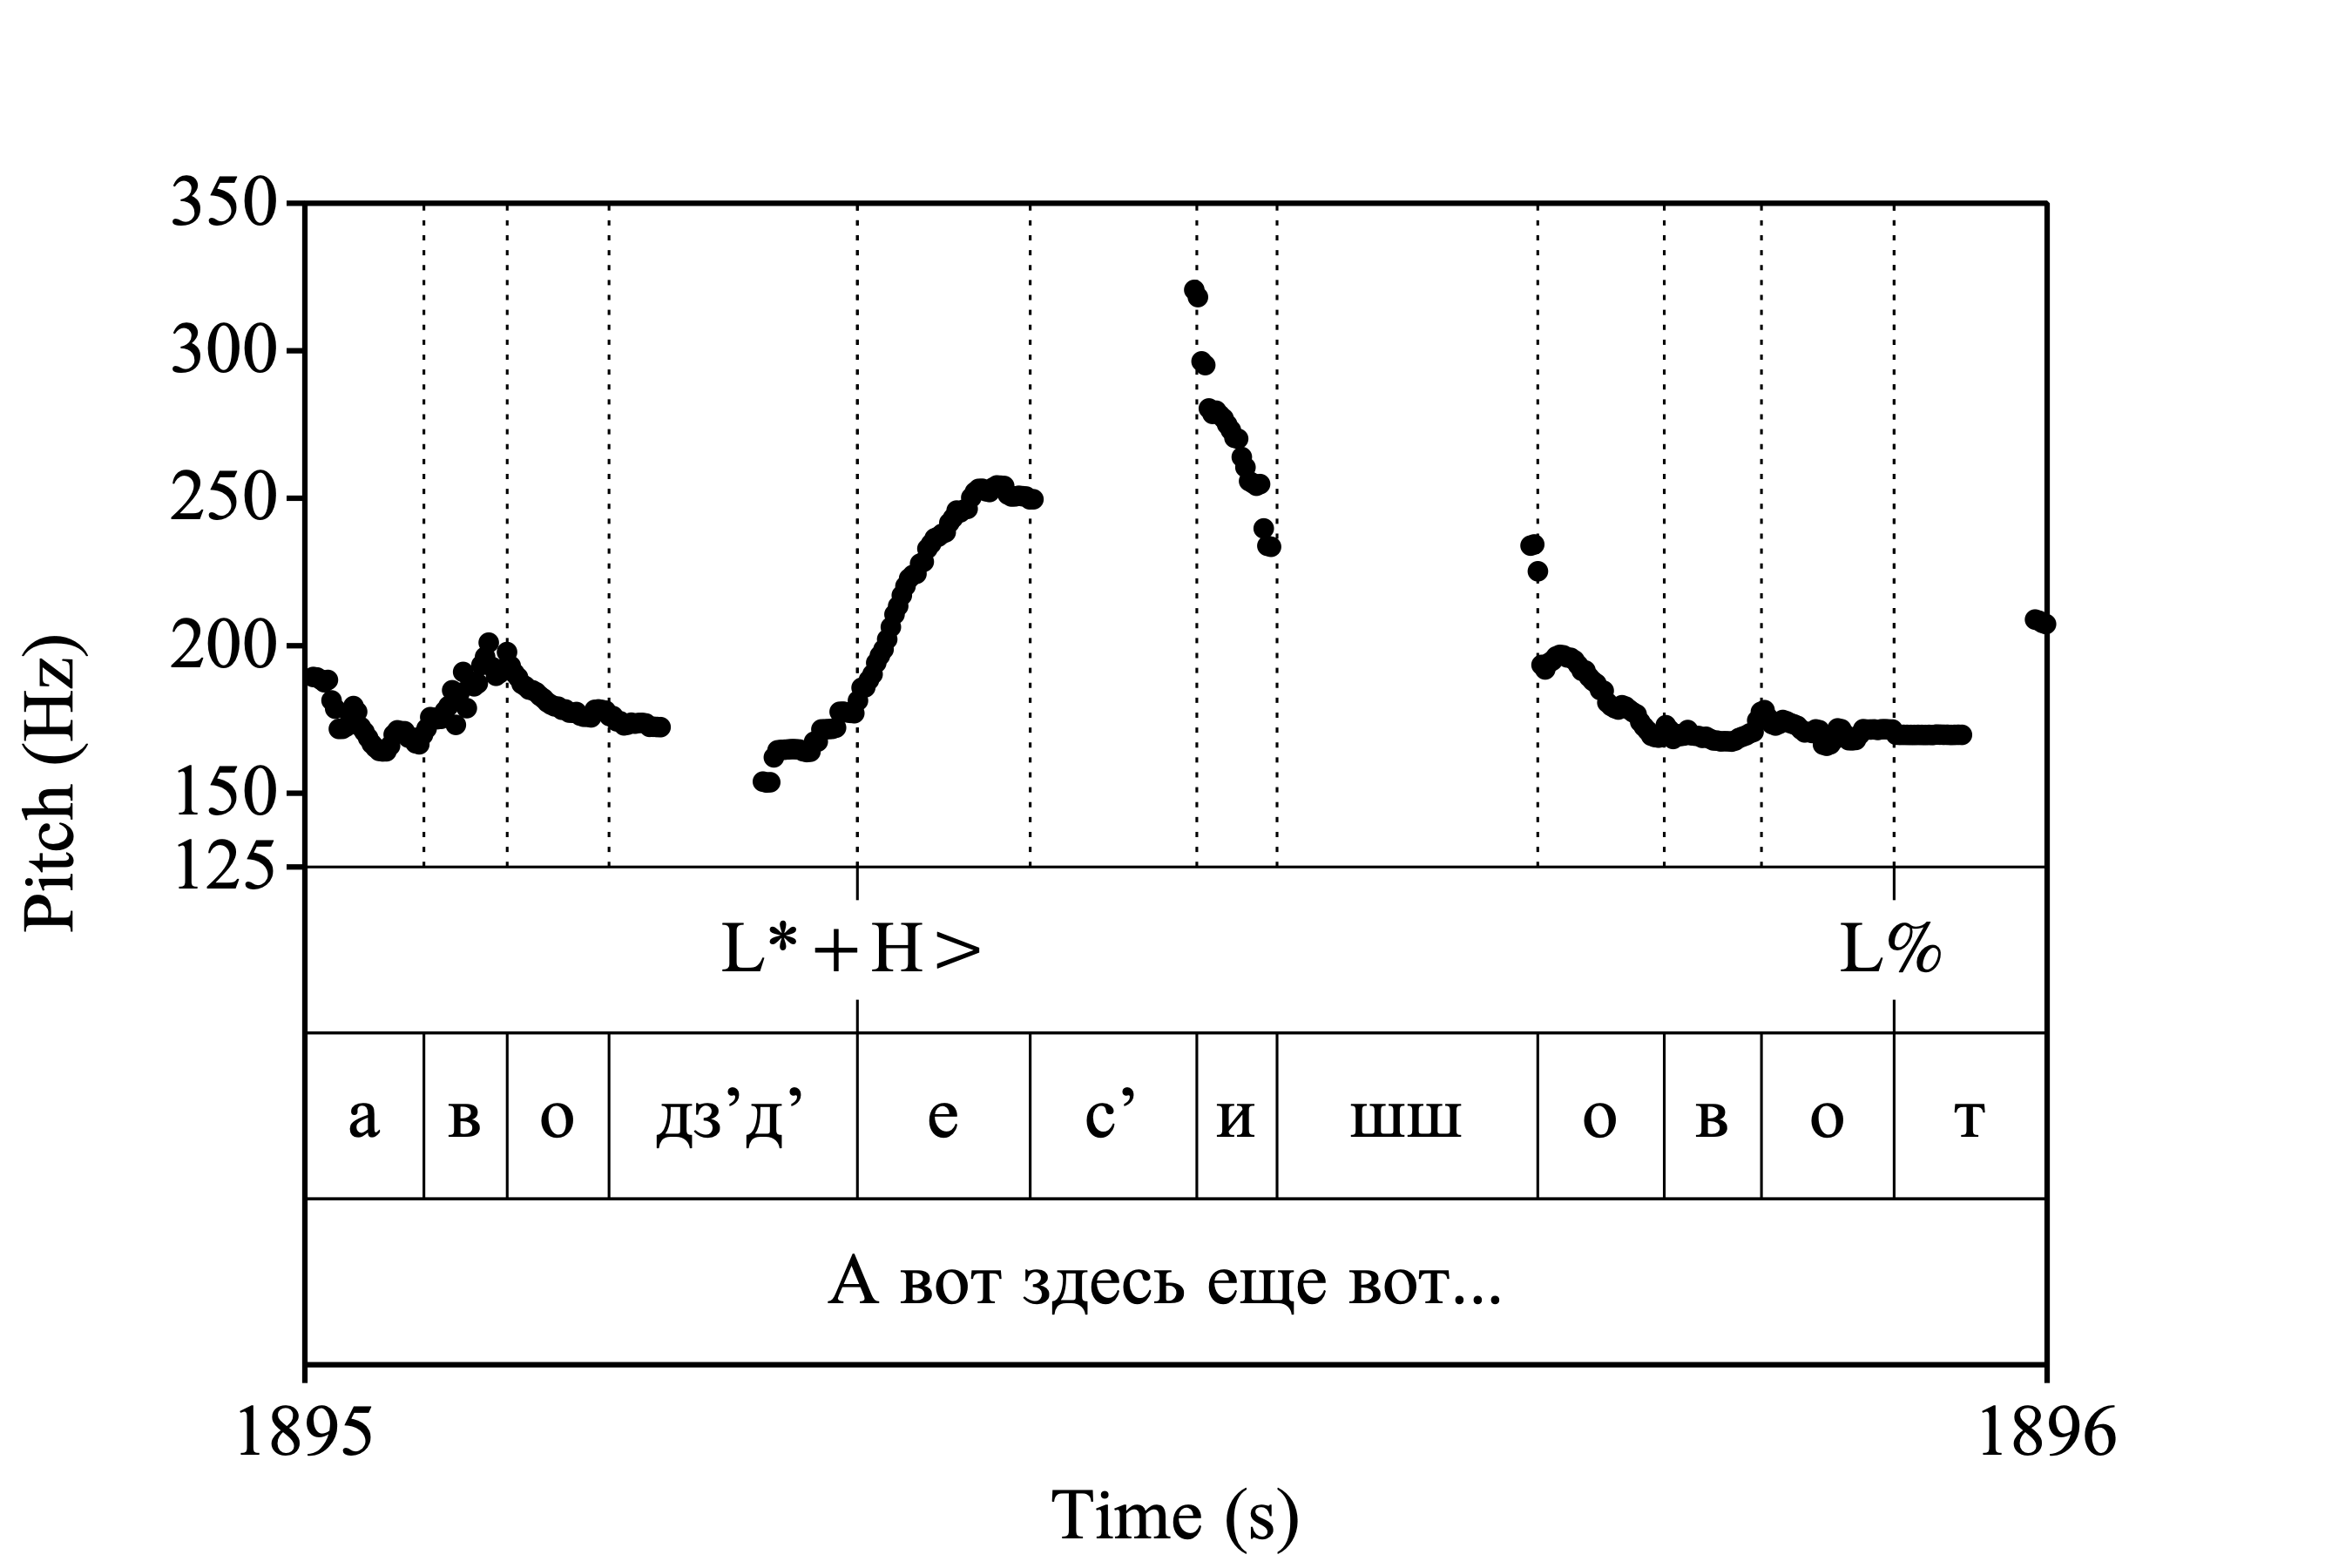 350
300
250
200
150
125
Pitch (Hz)
L*+H> L%
а в о дз’д’ е с’ и шш о в о т
А вот здесь еще вот...
1895 1896
Time (s)